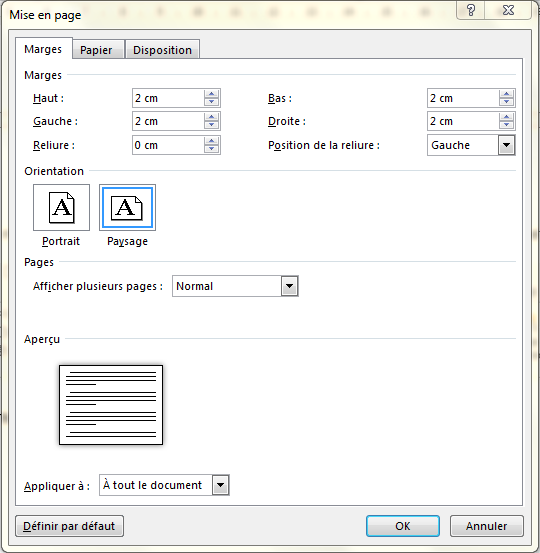 Mise en page
Marges Papier Disposition
Marges
Haut : 2 cm Bas : 2 cm
Gauche : 2 cm Droite : 2 cm
Reliure : 0 cm Position de la reliure : Gauche
Orientation
A A
Portrait Paysage
Pages
Afficher plusieurs pages : Normal
Aperçu
Appliquer à : À tout le document
Définir par défaut OK Annuler